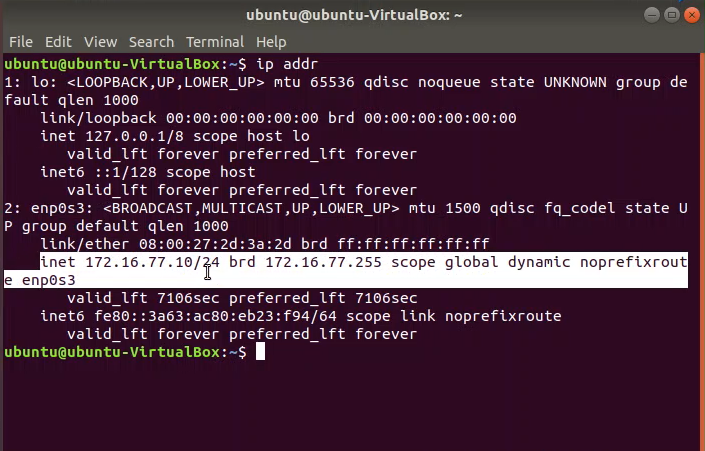 ubuntu@ubuntu-VirtualBox: ~
File Edit View Search Terminal Help
ubuntu@ubuntu-VirtualBox:~$ ip addr
1: lo: <LOOPBACK,UP,LOWER_UP> mtu 65536 qdisc noqueue state UNKNOWN group de
fault qlen 1000
    link/loopback 00:00:00:00:00:00 brd 00:00:00:00:00:00
    inet 127.0.0.1/8 scope host lo
       valid_lft forever preferred_lft forever
    inet6 ::1/128 scope host
       valid_lft forever preferred_lft forever
2: enp0s3: <BROADCAST,MULTICAST,UP,LOWER_UP> mtu 1500 qdisc fq_codel state U
P group default qlen 1000
    link/ether 08:00:27:2d:3a:2d brd ff:ff:ff:ff:ff:ff
    inet 172.16.77.10/24 brd 172.16.77.255 scope global dynamic noprefixrout
e enp0s3
       valid_lft 7106sec preferred_lft 7106sec
    inet6 fe80::3a63:ac80:eb23:f94/64 scope link noprefixroute
       valid_lft forever preferred_lft forever
ubuntu@ubuntu-VirtualBox:~$